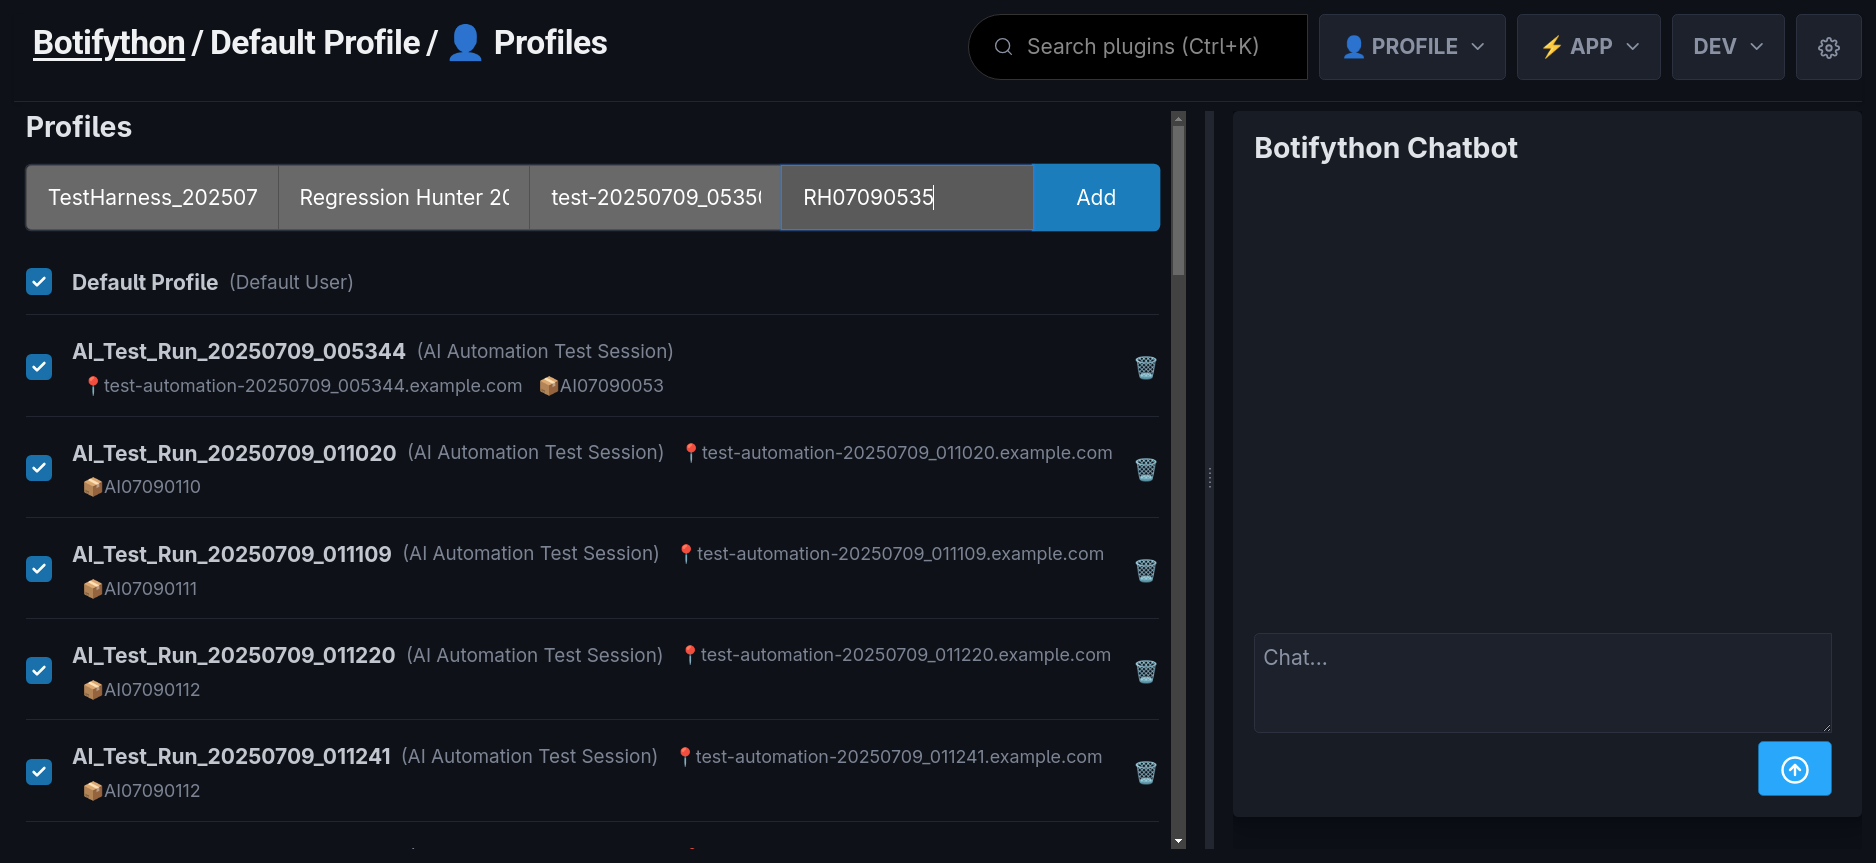 Botifython / Default Profile / 👤 Profiles
Search plugins (Ctrl+K)
👤 PROFILE
⚡ APP
DEV
Profiles
TestHarness_202507
Regression Hunter 20
test-20250709_0535
RH07090535
Add
Default Profile (Default User)
AI_Test_Run_20250709_005344 (AI Automation Test Session)
📍test-automation-20250709_005344.example.com 📦AI07090053
AI_Test_Run_20250709_011020 (AI Automation Test Session) 📍test-automation-20250709_011020.example.com
📦AI07090110
AI_Test_Run_20250709_011109 (AI Automation Test Session) 📍test-automation-20250709_011109.example.com
📦AI07090111
AI_Test_Run_20250709_011220 (AI Automation Test Session) 📍test-automation-20250709_011220.example.com
📦AI07090112
AI_Test_Run_20250709_011241 (AI Automation Test Session) 📍test-automation-20250709_011241.example.com
📦AI07090112
Botifython Chatbot
Chat...